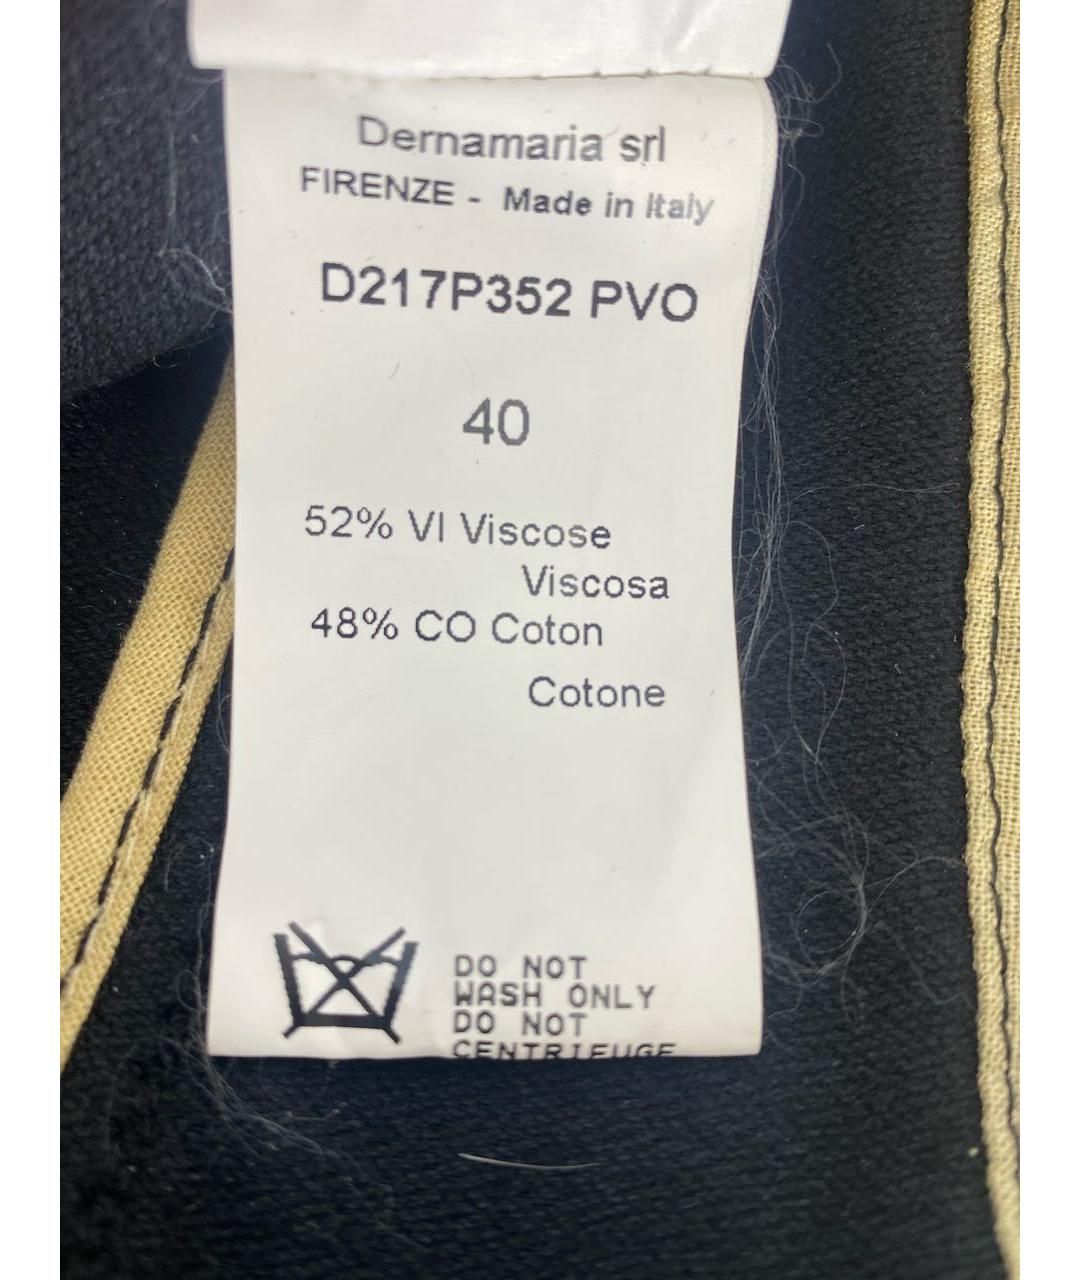 Dernamaria srl
FIRENZE - Made in Italy
D217P352 PVO
40
52% VI Viscose
Viscosa
48% CO Coton
Cotone
DO NOT
WASH ONLY
DO NOT
CENTRIFUGE